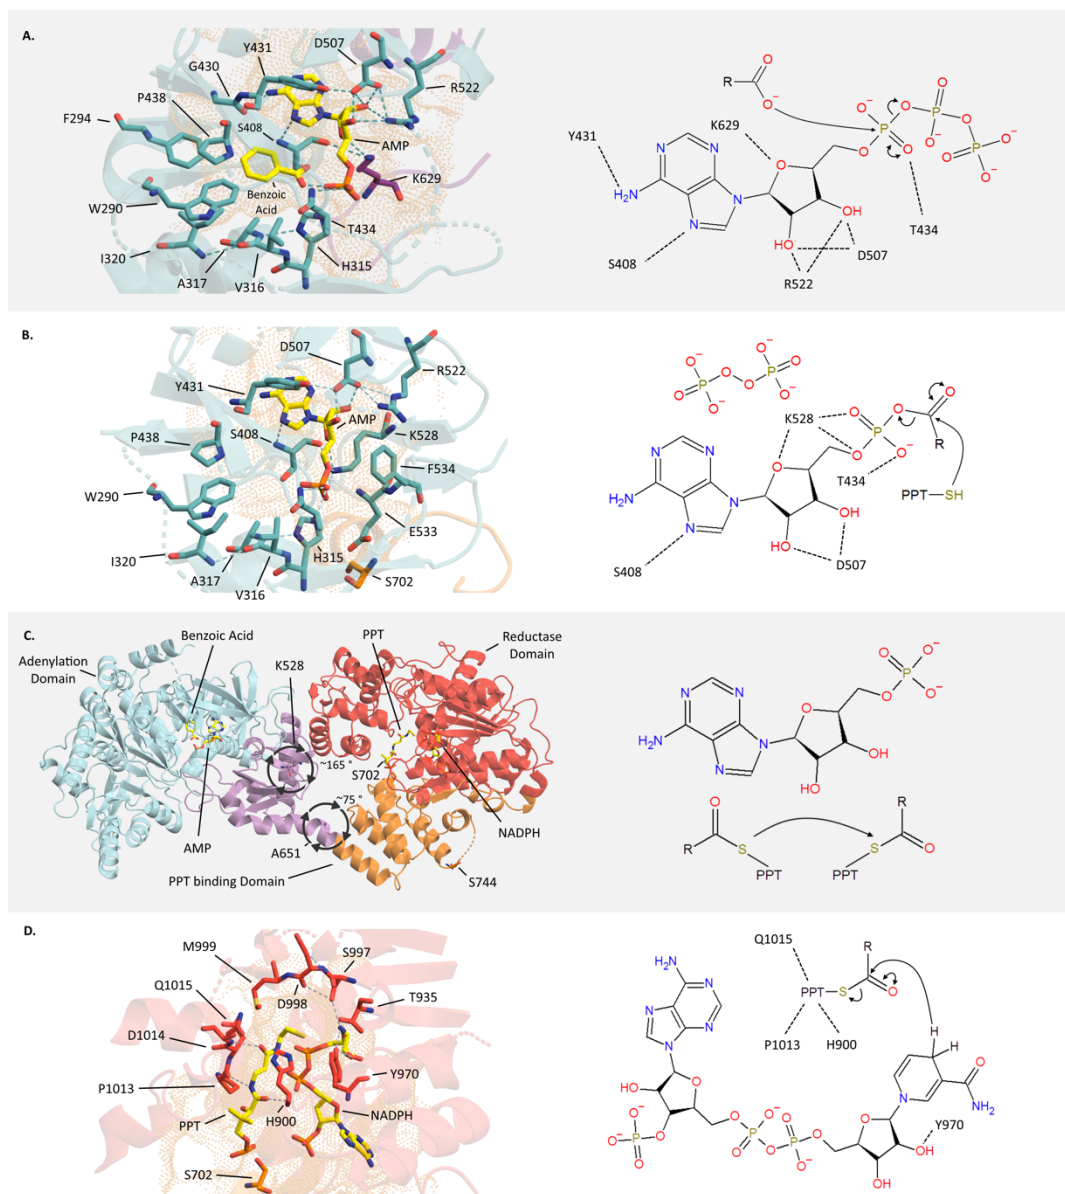 A.
Y431
D507
G430
R522
P438
F294
S408
AMP
K629
Benzoic
Acid
W290
T434
I320
H315
A317
V316
R
O
O−
O−
P
O
O−
P
O
O
O−
P
O
O−
O
O
Y431
K629
H2N
N
N
N
N
O
OH
HO
S408
D507
R522
T434
B.
D507
R522
Y431
AMP
P438
S408
K528
F534
W290
E533
I320
H315
A317
S702
V316
O−
O−
P
O
O
O
P
O
O−
O−
K528
O
P
O
O
O
O−
R
T434
PPT
SH
H2N
N
N
N
N
O
OH
HO
S408
D507
C.
Benzoic Acid
PPT
Reductase
Domain
Adenylation
Domain
K528
~165 °
S702
~75 °
NADPH
AMP
A651
PPT binding Domain
S744
H2N
N
N
N
N
O
OH
HO
O
P
O
O−
O−
O
R
S
PPT
R
S
O
PPT
D.
M999
S997
Q1015
D998
T935
D1014
P1013
Y970
PPT
H900
NADPH
S702
Q1015
R
PPT
S
O
P1013
H900
H2N
N
N
N
N
HO
O
O
P
O−
O−
O
O
P
O
O−
O
P
O
O−
O
O
H
H
N
O
NH2
OH
OH
Y970